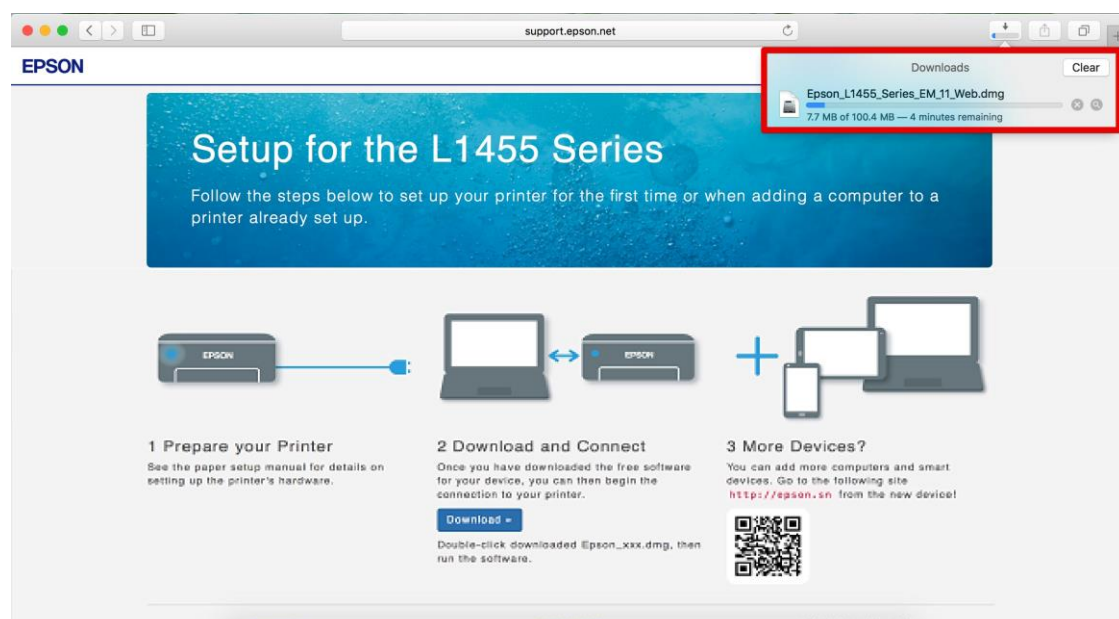 support.epson.net
EPSON
Downloads
Clear
Epson_L1455_Series_EM_11_Web.dmg
7.7 MB of 100.4 MB — 4 minutes remaining
Setup for the L1455 Series
Follow the steps below to set up your printer for the first time or when adding a computer to a
printer already set up.
EPSON
EPSON
1 Prepare your Printer
See the paper setup manual for details on
setting up the printer's hardware.
2 Download and Connect
Once you have downloaded the free software
for your device, you can then begin the
connection to your printer.
Download
Double-click downloaded Epson_xxx.dmg, then
run the software.
3 More Devices?
You can add more computers and smart
devices. Go to the following site
http://epson.sn from the new device!